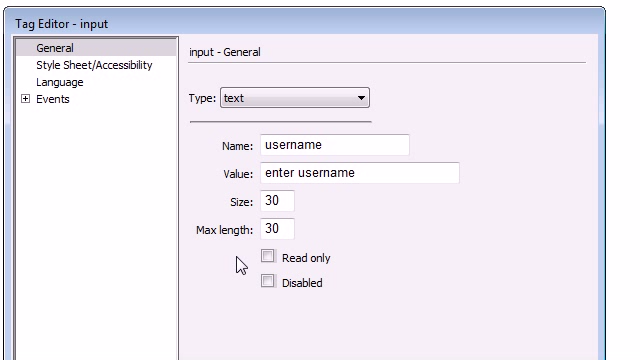 Tag Editor - input
General
Style Sheet/Accessibility
Language
Events
input - General
Type: text
Name: username
Value: enter username
Size: 30
Max length: 30
Read only
Disabled